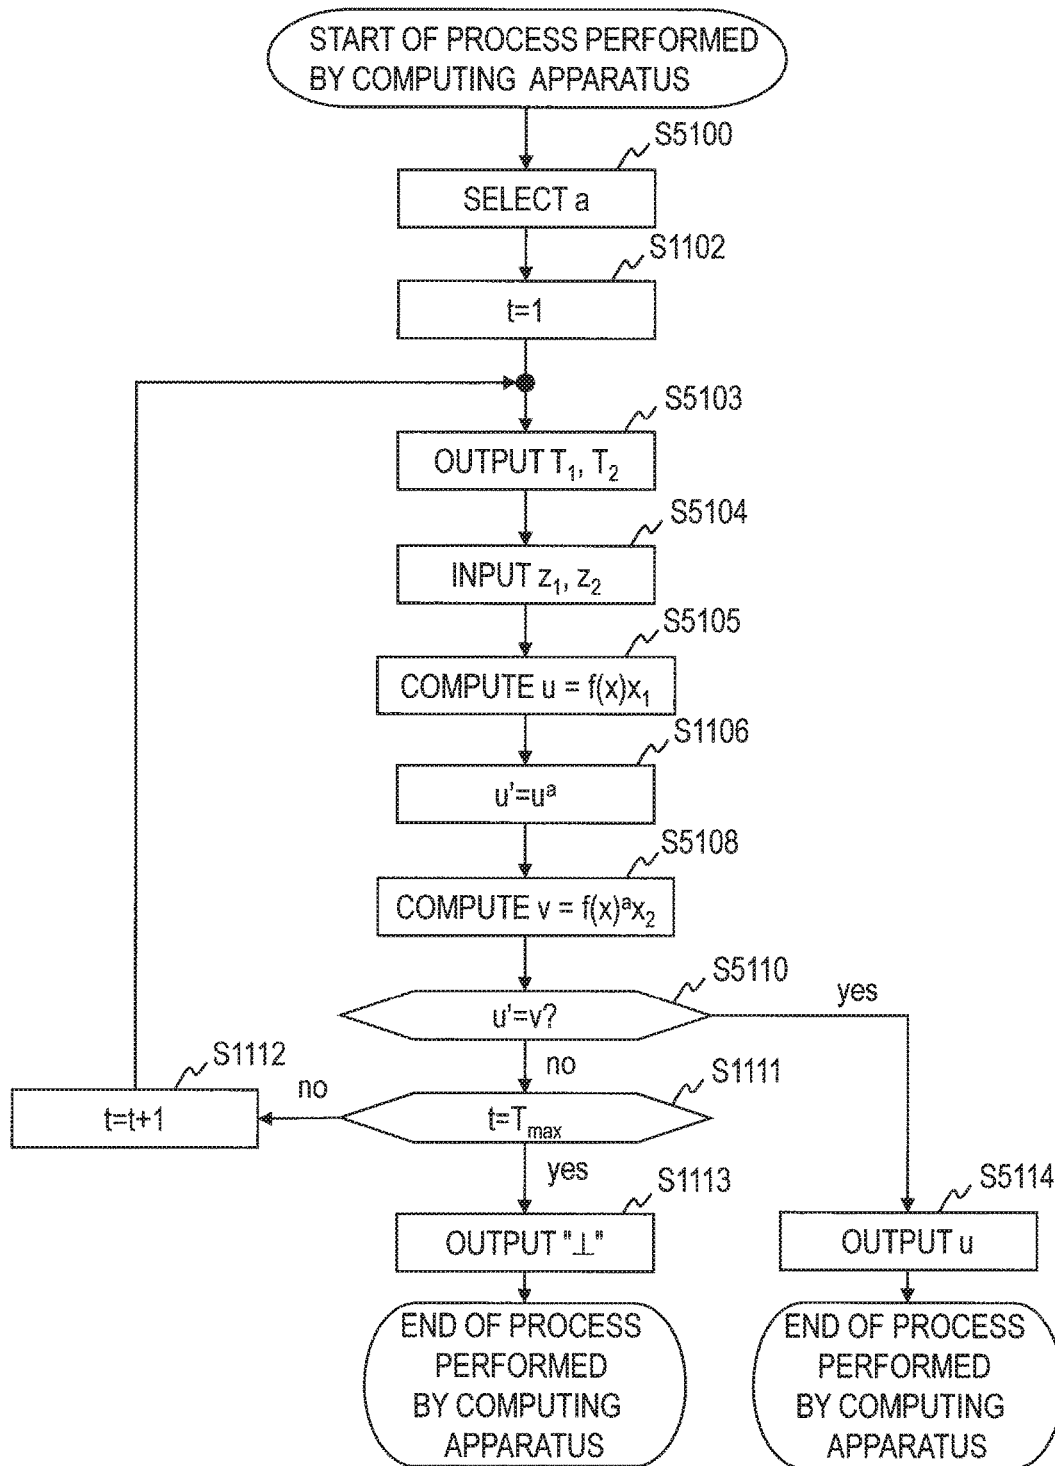 START OF PROCESS PERFORMED
BY COMPUTING APPARATUS
S5100
SELECT a
S1102
t=1
S5103
OUTPUT T₁, T₂
S5104
INPUT z₁, z₂
S5105
COMPUTE u = f(x)x₁
S1106
u'=uᵃ
S5108
COMPUTE v = f(x)ᵃx₂
S5110
u'=v?
yes
no
S1111
t=Tmax
no
S1112
t=t+1
yes
S1113
OUTPUT "⊥"
S5114
OUTPUT u
END OF PROCESS
PERFORMED
BY COMPUTING
APPARATUS
END OF PROCESS
PERFORMED
BY COMPUTING
APPARATUS